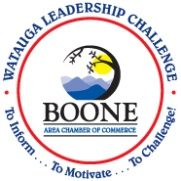 · WATAUGA LEADERSHIP CHALLENGE ·
BOONE
AREA CHAMBER OF COMMERCE
To Inform . . . To Motivate . . . To Challenge!